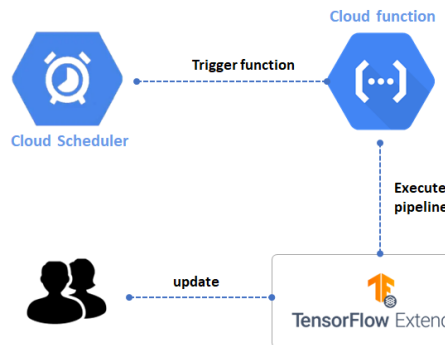 Cloud function
Trigger function
Cloud Scheduler
Execute
pipeline
update
TensorFlow Extend